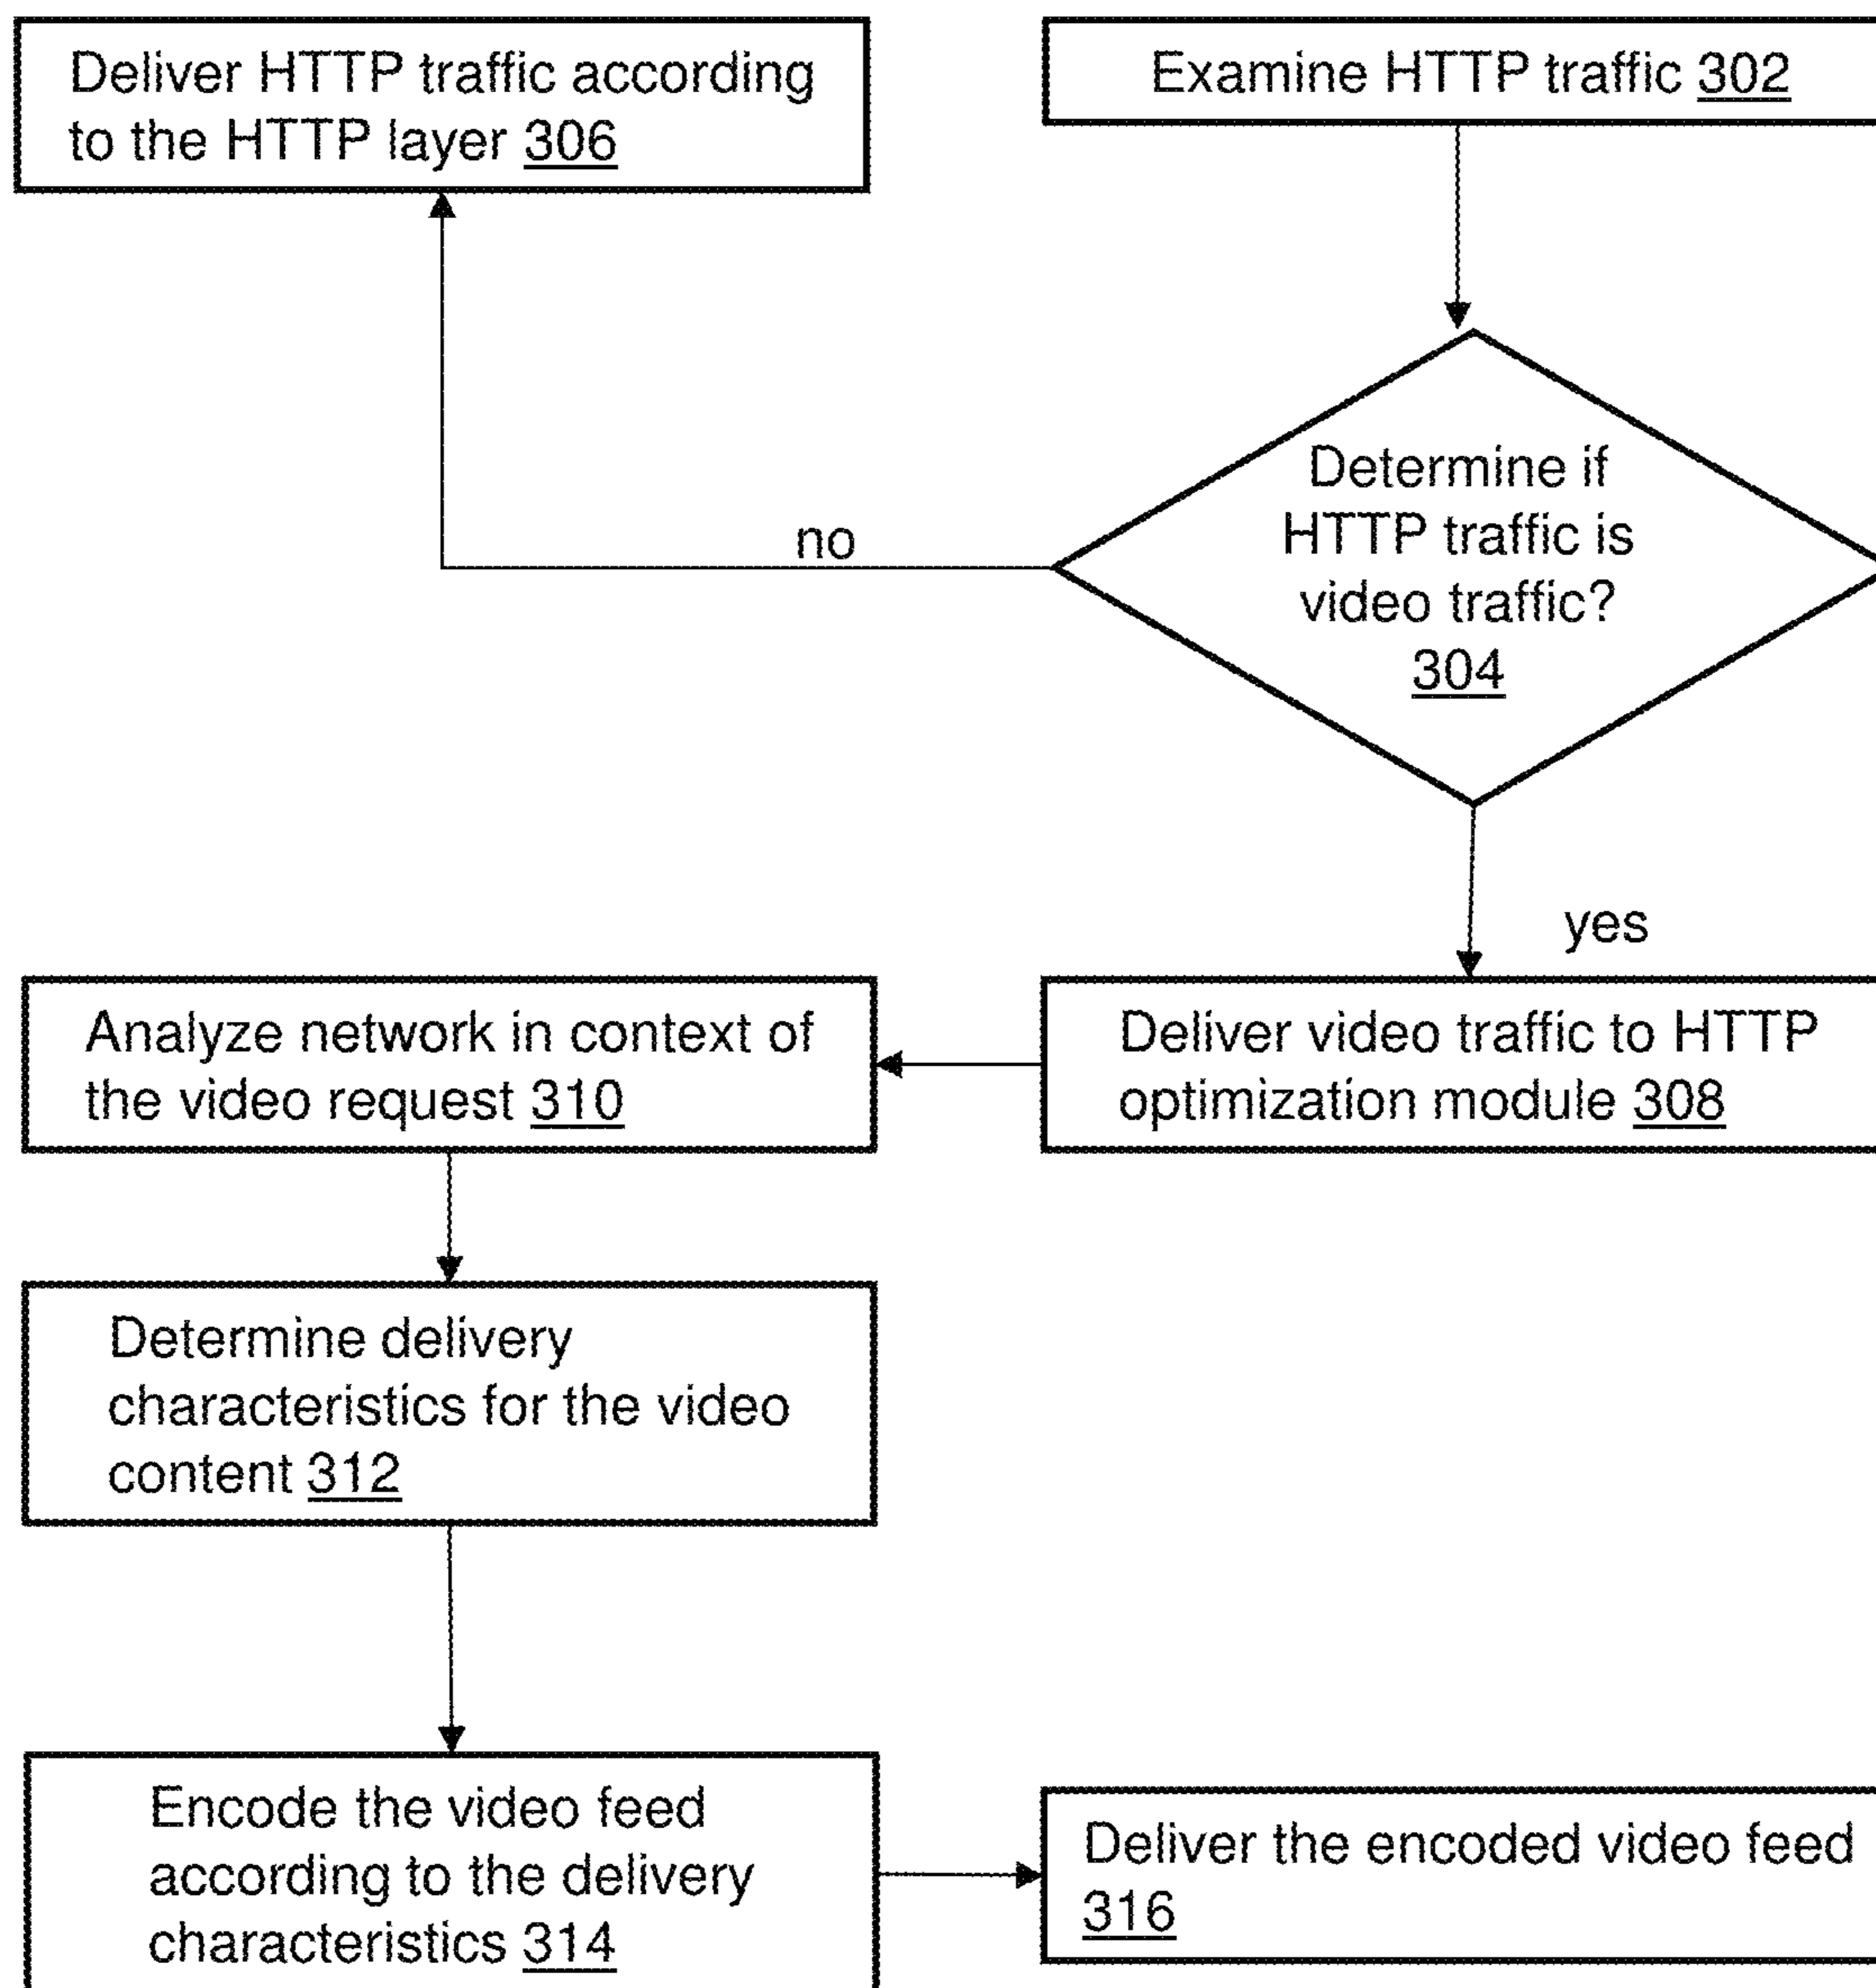 Deliver HTTP traffic according
to the HTTP layer 306
Examine HTTP traffic 302
Determine if
HTTP traffic is
video traffic?
304
no
yes
Deliver video traffic to HTTP
optimization module 308
Analyze network in context of
the video request 310
Determine delivery
characteristics for the video
content 312
Encode the video feed
according to the delivery
characteristics 314
Deliver the encoded video feed
316